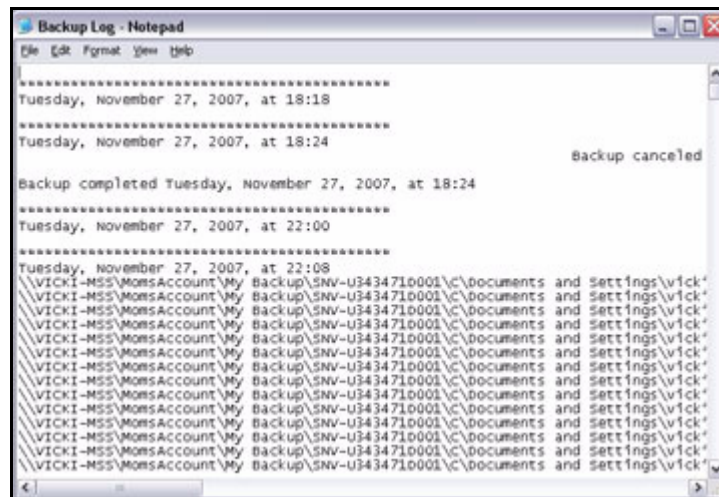 Backup Log - Notepad
File Edit Format View Help
********************************************
Tuesday, November 27, 2007, at 18:18
********************************************
Tuesday, November 27, 2007, at 18:24
Backup canceled
Backup completed Tuesday, November 27, 2007, at 18:24
********************************************
Tuesday, November 27, 2007, at 22:00
********************************************
Tuesday, November 27, 2007, at 22:08
\\VICKI-MSS\MomsAccount\My Backup\SNV-U343471D001\C\Documents and Settings\vick
\\VICKI-MSS\MomsAccount\My Backup\SNV-U343471D001\C\Documents and Settings\vick
\\VICKI-MSS\MomsAccount\My Backup\SNV-U343471D001\C\Documents and Settings\vick
\\VICKI-MSS\MomsAccount\My Backup\SNV-U343471D001\C\Documents and Settings\vick
\\VICKI-MSS\MomsAccount\My Backup\SNV-U343471D001\C\Documents and Settings\vick
\\VICKI-MSS\MomsAccount\My Backup\SNV-U343471D001\C\Documents and Settings\vick
\\VICKI-MSS\MomsAccount\My Backup\SNV-U343471D001\C\Documents and Settings\vick
\\VICKI-MSS\MomsAccount\My Backup\SNV-U343471D001\C\Documents and Settings\vick
\\VICKI-MSS\MomsAccount\My Backup\SNV-U343471D001\C\Documents and Settings\vick
\\VICKI-MSS\MomsAccount\My Backup\SNV-U343471D001\C\Documents and Settings\vick
\\VICKI-MSS\MomsAccount\My Backup\SNV-U343471D001\C\Documents and Settings\vick
\\VICKI-MSS\MomsAccount\My Backup\SNV-U343471D001\C\Documents and Settings\vick
\\VICKI-MSS\MomsAccount\My Backup\SNV-U343471D001\C\Documents and Settings\vick